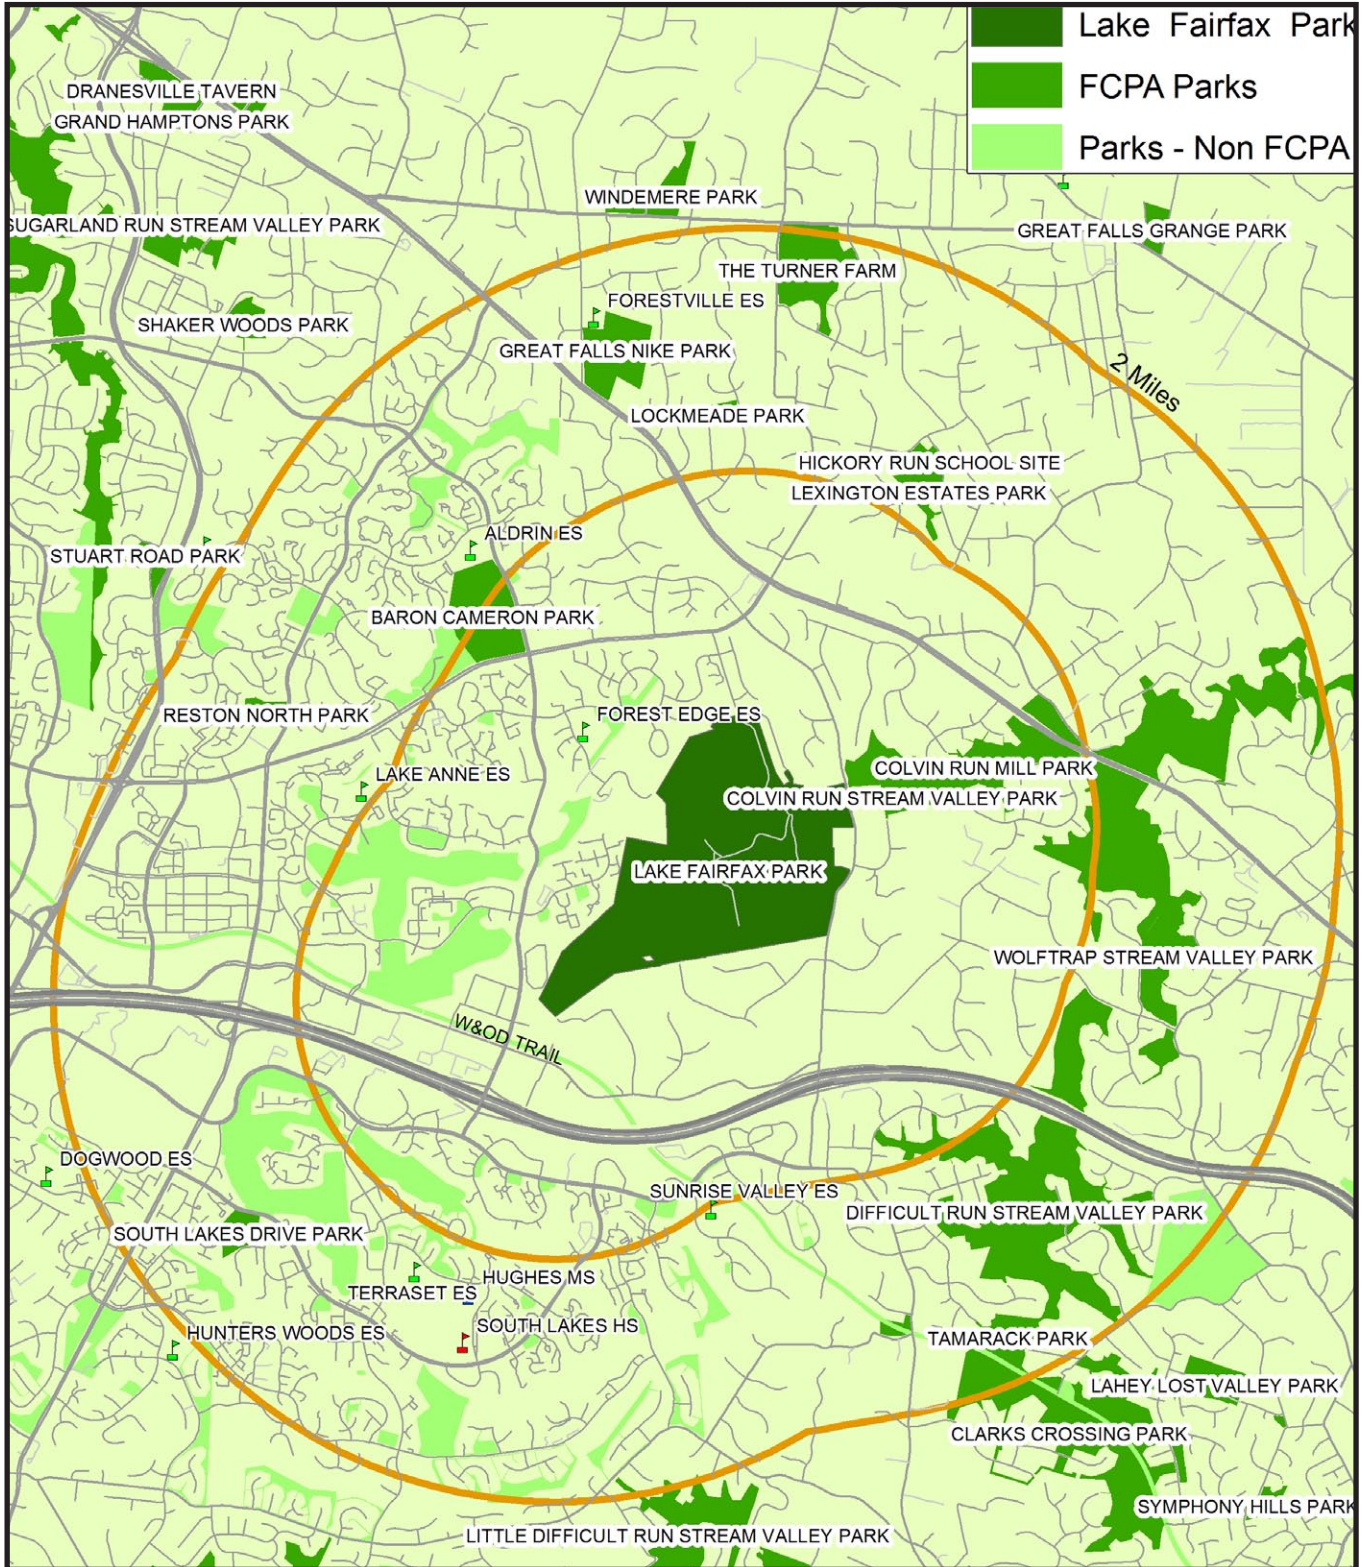 Lake Fairfax Park
FCPA Parks
Parks - Non FCPA
DRANESVILLE TAVERN
GRAND HAMPTONS PARK
WINDEMERE PARK
SUGARLAND RUN STREAM VALLEY PARK
GREAT FALLS GRANGE PARK
THE TURNER FARM
FORESTVILLE ES
SHAKER WOODS PARK
GREAT FALLS NIKE PARK
2 Miles
LOCKMEADE PARK
HICKORY RUN SCHOOL SITE
LEXINGTON ESTATES PARK
ALDRIN ES
STUART ROAD PARK
BARON CAMERON PARK
RESTON NORTH PARK
FOREST EDGE ES
LAKE ANNE ES
COLVIN RUN MILL PARK
COLVIN RUN STREAM VALLEY PARK
LAKE FAIRFAX PARK
WOLFTRAP STREAM VALLEY PARK
W&OD TRAIL
DOGWOOD ES
SUNRISE VALLEY ES
DIFFICULT RUN STREAM VALLEY PARK
SOUTH LAKES DRIVE PARK
HUGHES MS
TERRASET ES
SOUTH LAKES HS
HUNTERS WOODS ES
TAMARACK PARK
LAHEY LOST VALLEY PARK
CLARKS CROSSING PARK
SYMPHONY HILLS PARK
LITTLE DIFFICULT RUN STREAM VALLEY PARK